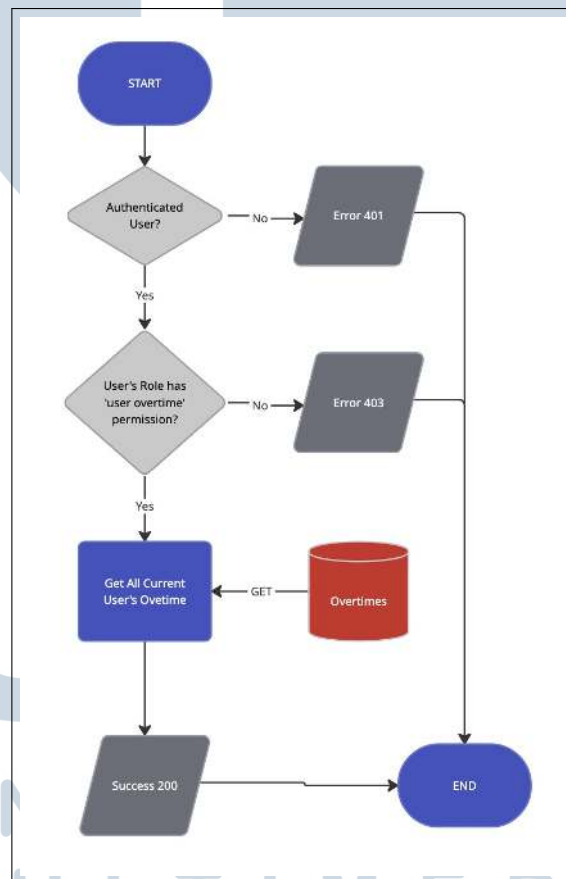 START
Authenticated
User?
No
Error 401
Yes
User's Role has
'user overtime'
permission?
No
Error 403
Yes
Get All Current
User's Ovetime
GET
Overtimes
Success 200
END